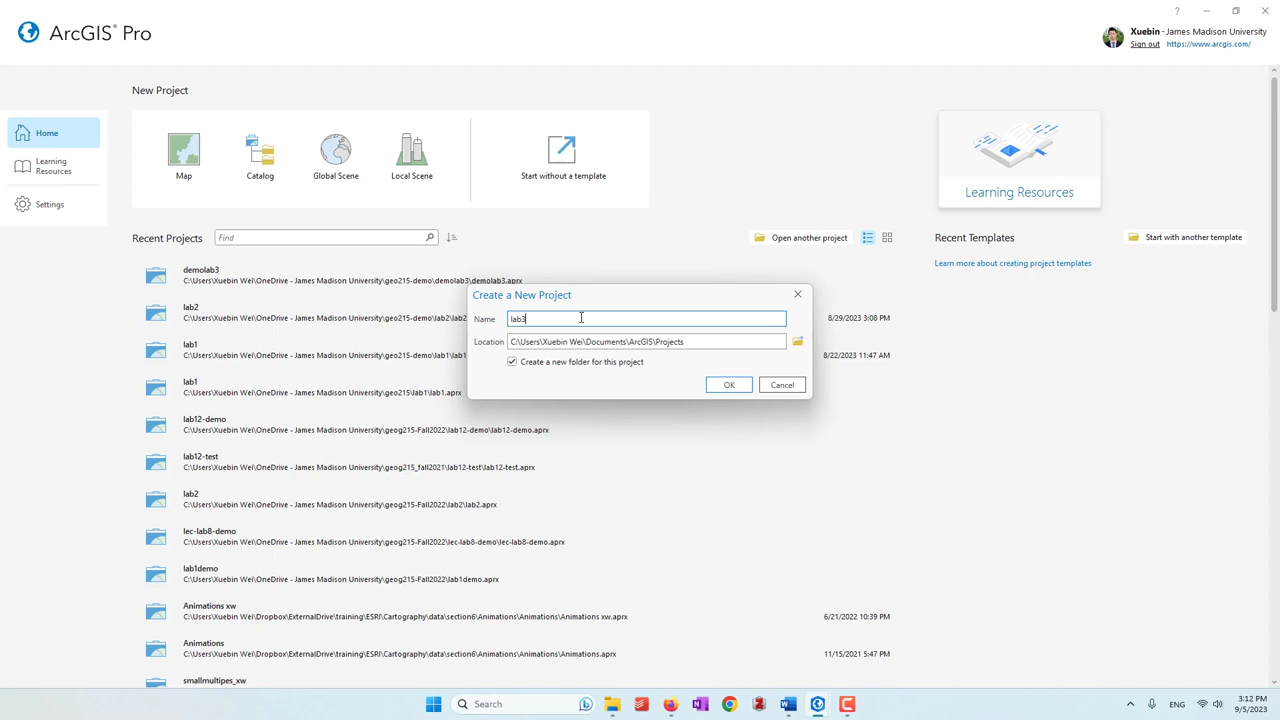 ?
ArcGIS® Pro
Xuebin - James Madison University
Sign out https://www.arcgis.com/
New Project
Home
Learning Resources
Settings
Map
Catalog
Global Scene
Local Scene
Start without a template
Learning Resources
Recent Projects
Find
Open another project
Recent Templates
Start with another template
Learn more about creating project templates
demolab3
C:\Users\Xuebin Wei\OneDrive - James Madison University\geo215-demo\demolab3\demolab3.aprx
lab2
C:\Users\Xuebin Wei\OneDrive - James Madison University\geo215-demo\lab2\lab2
8/29/2023 3:08 PM
lab1
C:\Users\Xuebin Wei\OneDrive - James Madison University\geo215-demo\lab1\lab1
8/22/2023 11:47 AM
lab1
C:\Users\Xuebin Wei\OneDrive - James Madison University\geo215\lab1\lab1.aprx
lab12-demo
C:\Users\Xuebin Wei\OneDrive - James Madison University\geog215-Fall2022\lab12-demo\lab12-demo.aprx
lab12-test
C:\Users\Xuebin Wei\OneDrive - James Madison University\geog215_fall2021\lab12-test\lab12-test.aprx
lab2
C:\Users\Xuebin Wei\OneDrive - James Madison University\geog215-Fall2022\lab2\lab2.aprx
lec-lab8-demo
C:\Users\Xuebin Wei\OneDrive - James Madison University\geog215-Fall2022\lec-lab8-demo\lec-lab8-demo.aprx
lab1demo
C:\Users\Xuebin Wei\OneDrive - James Madison University\geog215-Fall2022\lab1demo.aprx
Animations xw
C:\Users\Xuebin Wei\Dropbox\ExternalDrive\training\ESRI\Cartography\data\section6\Animations\Animations xw.aprx
6/21/2022 10:39 PM
Animations
C:\Users\Xuebin Wei\Dropbox\ExternalDrive\training\ESRI\Cartography\data\section6\Animations\Animations.aprx
11/15/2021 5:47 PM
smallmultipes_xw
Create a New Project
Name lab3
Location C:\Users\Xuebin Wei\Documents\ArcGIS\Projects
Create a new folder for this project
OK
Cancel
Search
ENG
3:12 PM
9/5/2023